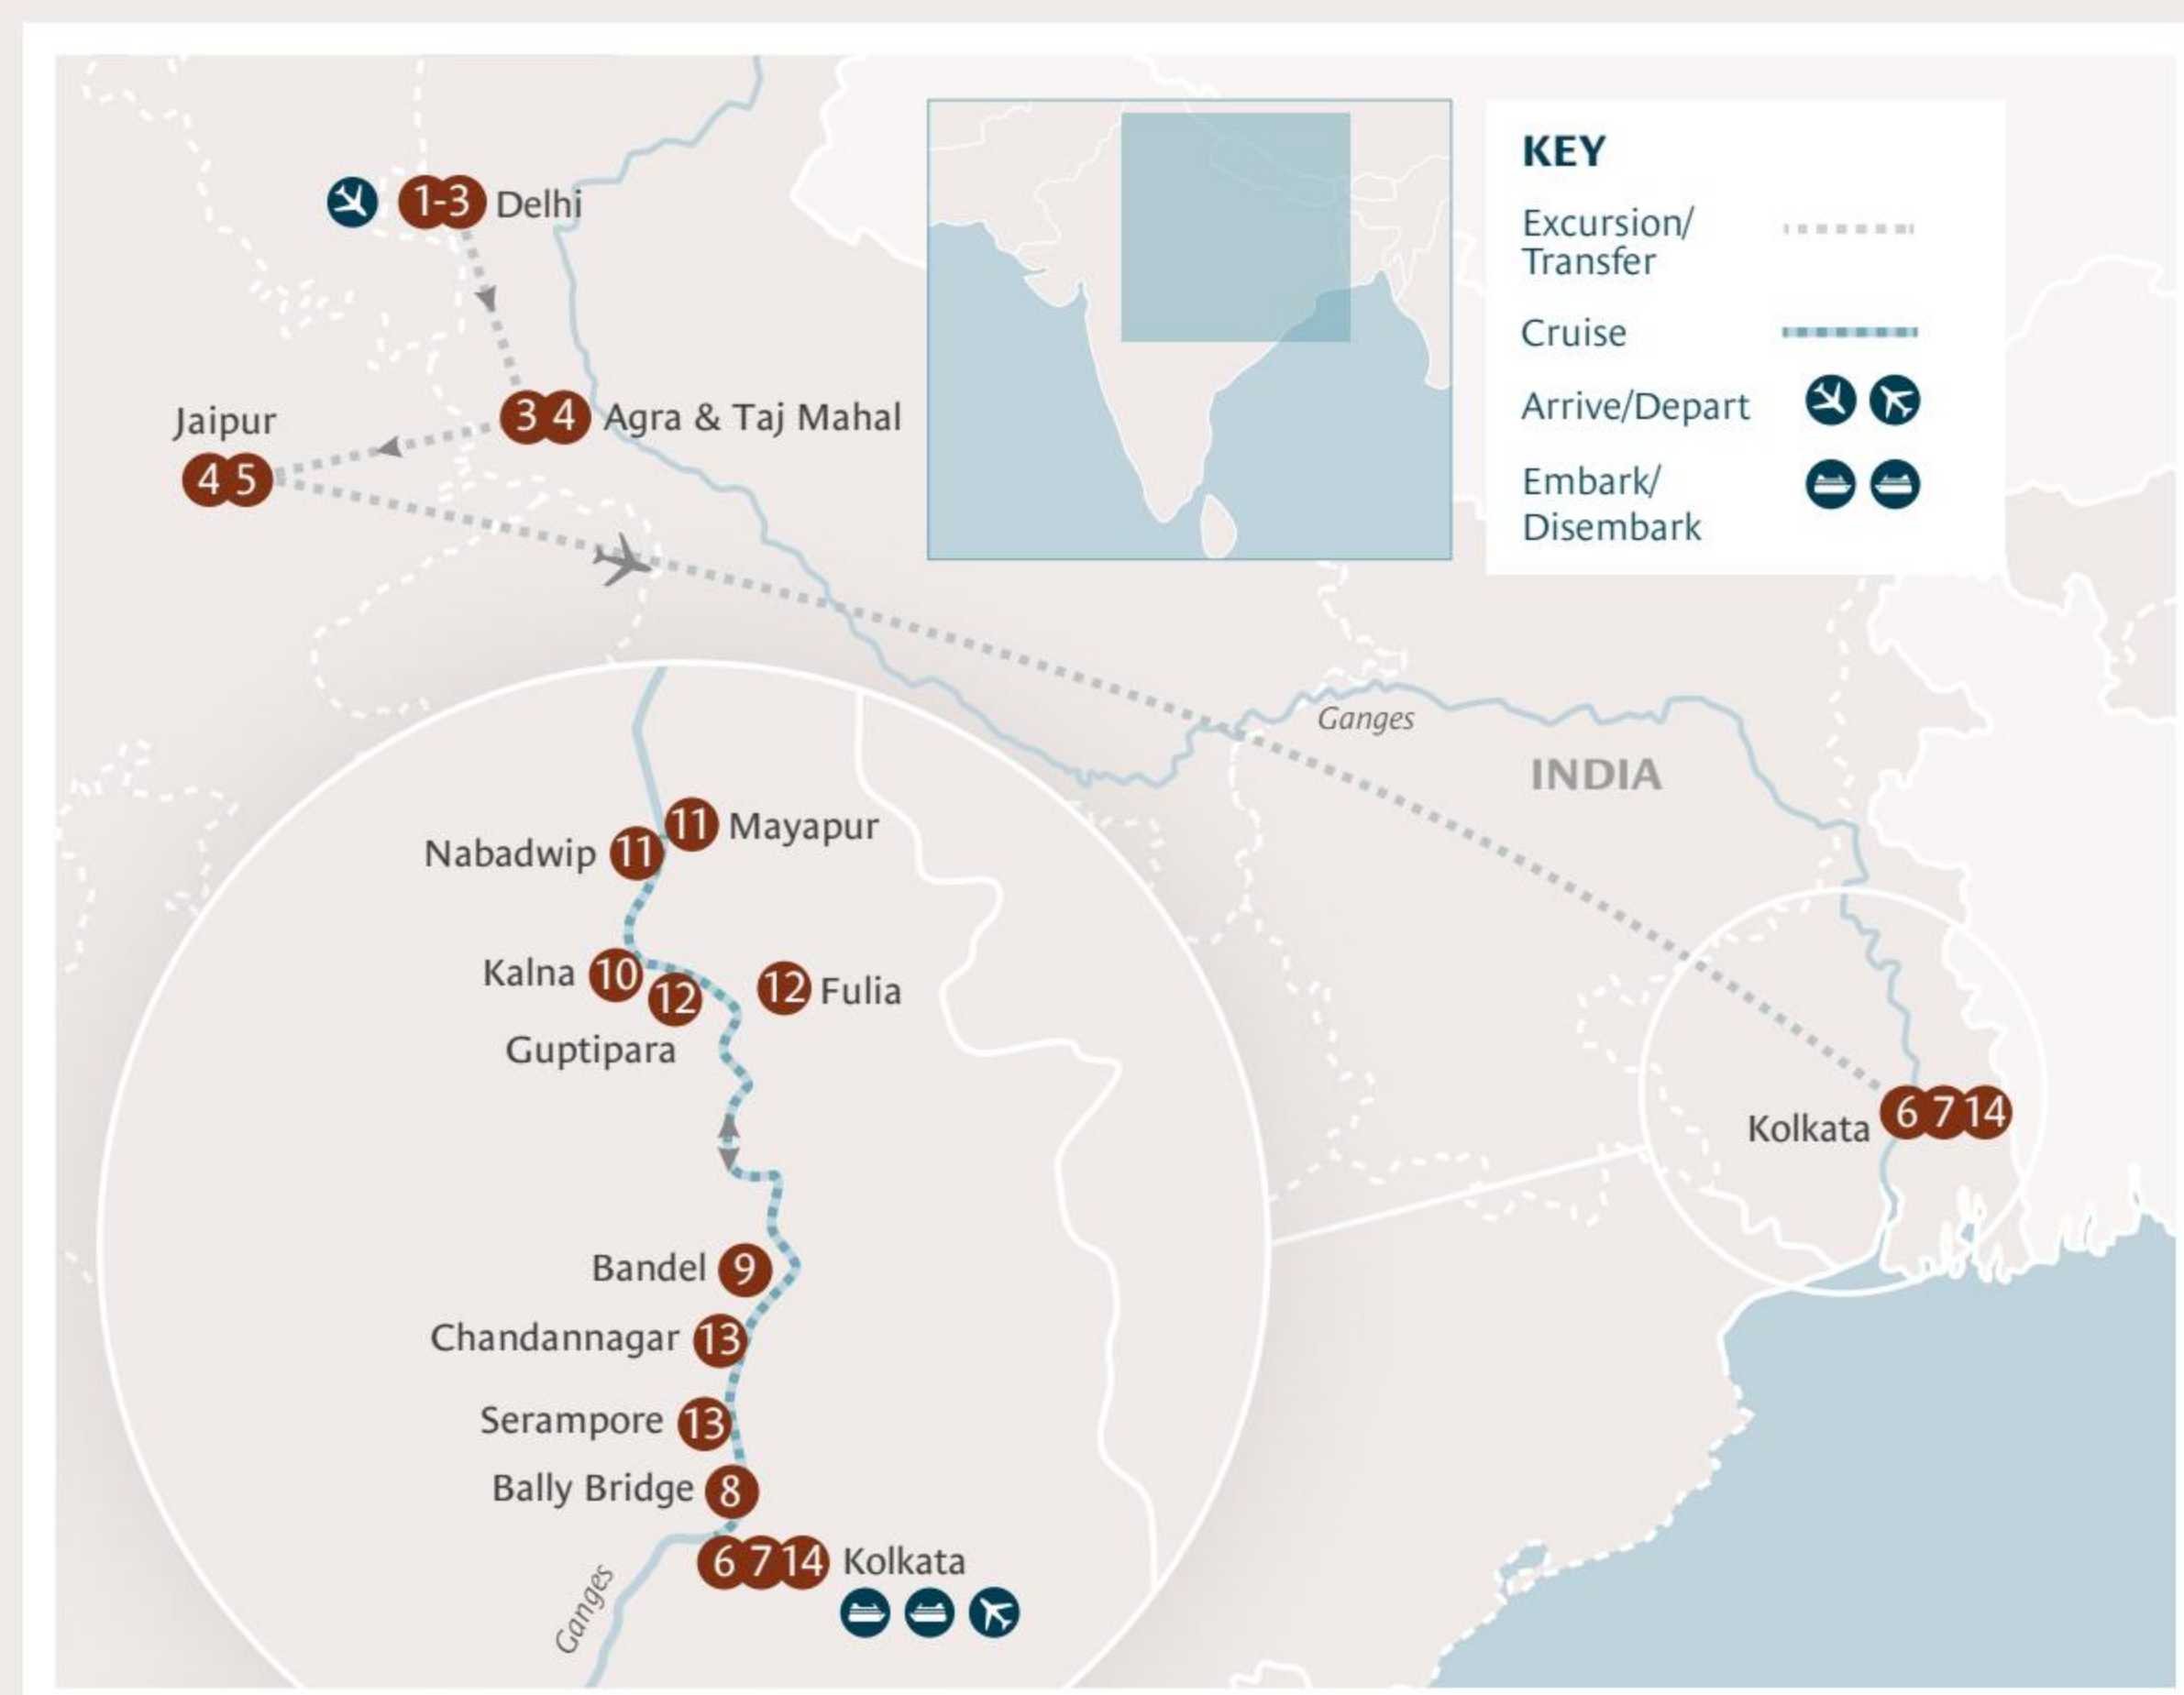 KEY
Excursion/
Transfer
Cruise
Arrive/Depart
Embark/
Disembark
1-3 Delhi
3 4 Agra & Taj Mahal
Jaipur
4 5
Ganges
INDIA
11 Mayapur
Nabadwip 11
Kalna 10
12
12 Fulia
Guptipara
Kolkata 6 7 14
Bandel 9
Chandannagar 13
Serampore 13
Bally Bridge 8
6 7 14 Kolkata
Ganges